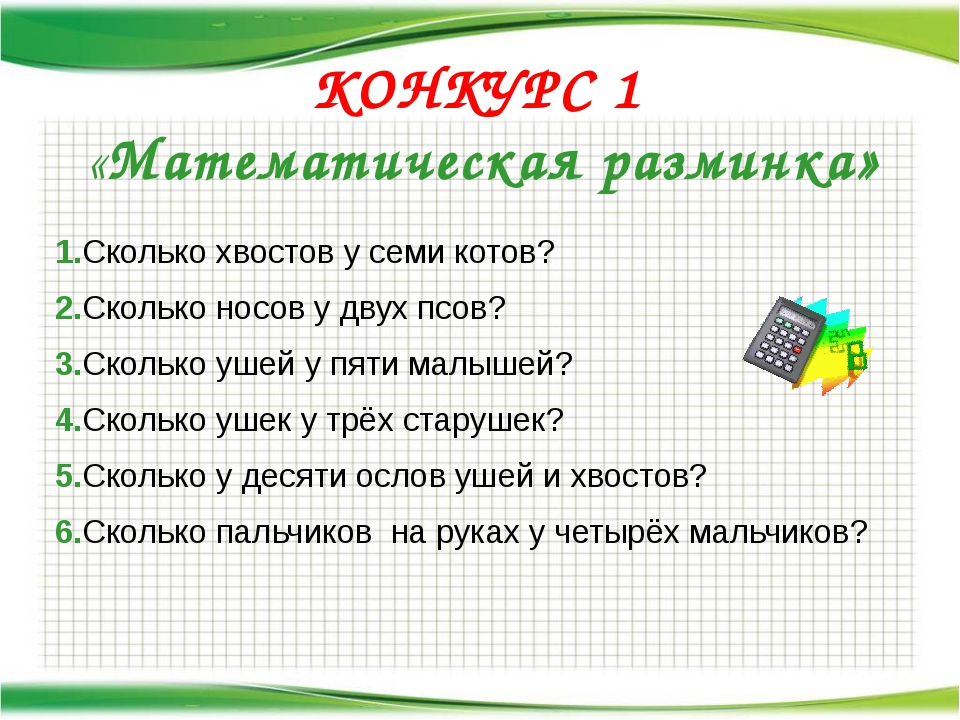 КОНКУРС 1
«Математическая разминка»
1.Сколько хвостов у семи котов?
2.Сколько носов у двух псов?
3.Сколько ушей у пяти малышей?
4.Сколько ушек у трёх старушек?
5.Сколько у десяти ослов ушей и хвостов?
6.Сколько пальчиков  на руках у четырёх мальчиков?